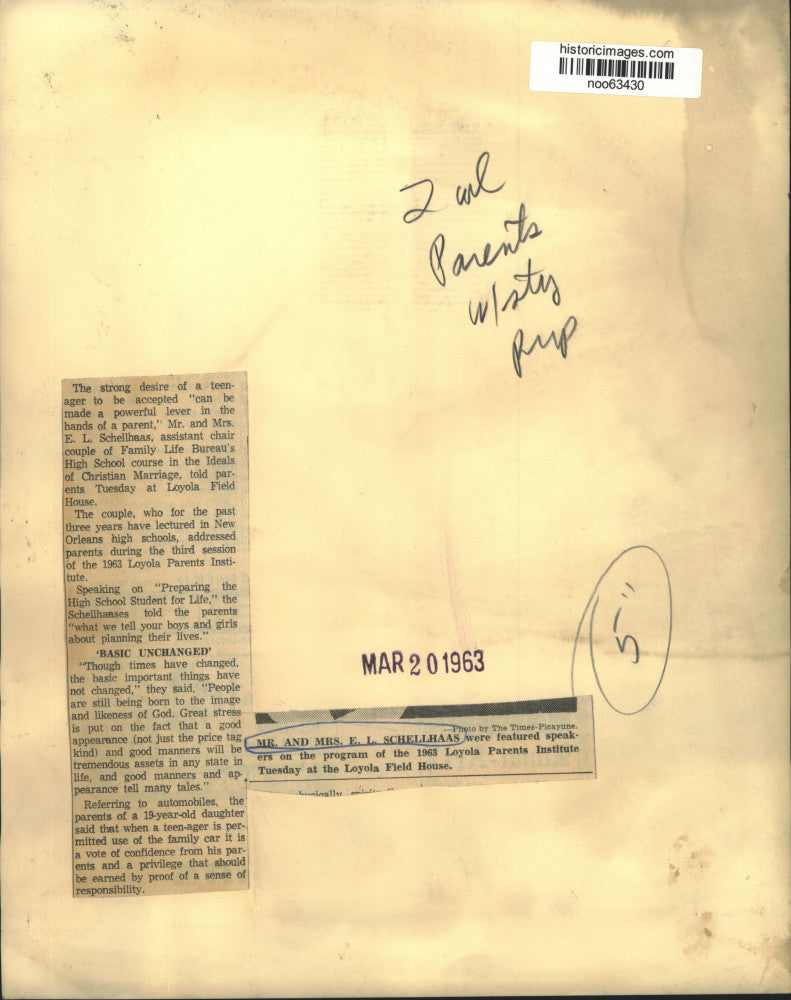 historicimages.com
noo63430
2 col
Parents
w/sty
The strong desire of a teen-
ager to be accepted "can be
made a powerful lever in the
hands of a parent," Mr. and Mrs.
E. L. Schellhaas, assistant chair
couple of Family Life Bureau's
High School course in the Ideals
of Christian Marriage, told par-
ents Tuesday at Loyola Field
House.
The couple, who for the past
three years have lectured in New
Orleans high schools, addressed
parents during the third session
of the 1963 Loyola Parents Insti-
tute.
Speaking on "Preparing the
High School Student for Life," the
Schellhaases told the parents
"what we tell your boys and girls
about planning their lives."
'BASIC UNCHANGED'
"Though times have changed,
the basic important things have
not changed," they said. "People
are still being born to the image
and likeness of God. Great stress
is put on the fact that a good
appearance (not just the price tag
kind) and good manners will be
tremendous assets in any state in
life, and good manners and ap-
pearance tell many tales."
Referring to automobiles, the
parents of a 19-year-old daughter
said that when a teen-ager is per-
mitted use of the family car it is
a vote of confidence from his par-
ents and a privilege that should
be earned by proof of a sense of
responsibility.
MAR 20 1963
5"
—Photo by The Times-Picayune.
MR. AND MRS. E. L. SCHELLHAAS were featured speak-
ers on the program of the 1963 Loyola Parents Institute
Tuesday at the Loyola Field House.